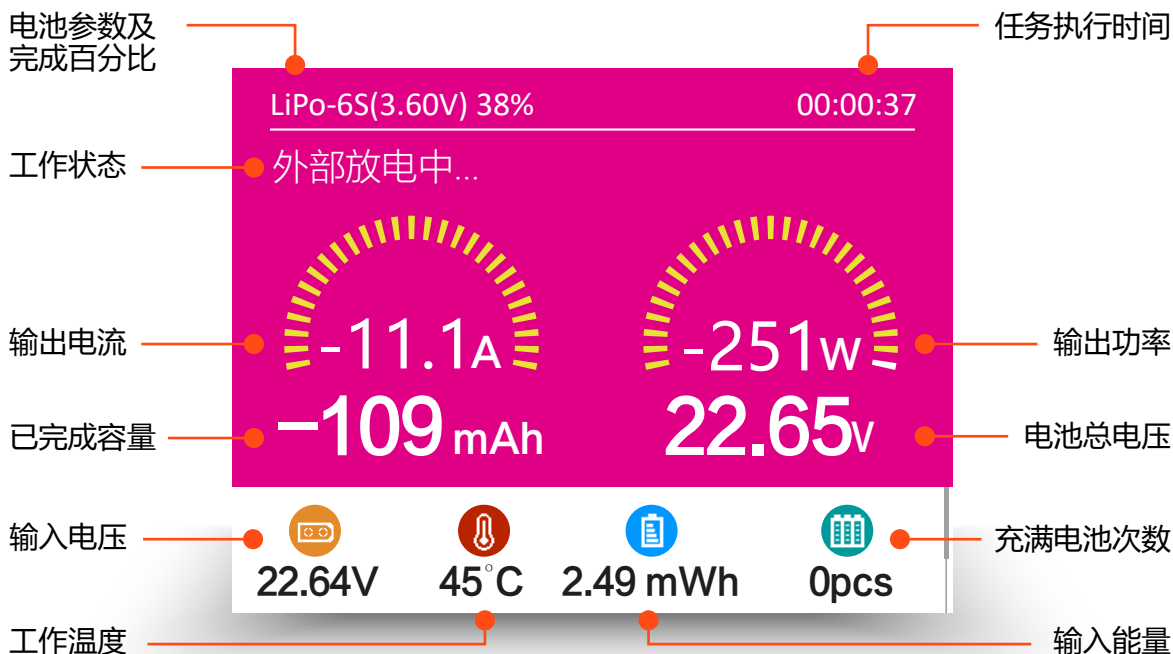 电池参数及
完成百分比
任务执行时间
LiPo-6S(3.60V) 38%
00:00:37
工作状态
外部放电中...
输出电流
-11.1A
-251W
输出功率
已完成容量
-109 mAh
22.65V
电池总电压
输入电压
充满电池次数
22.64V
45°C
2.49 mWh
0pcs
工作温度
输入能量